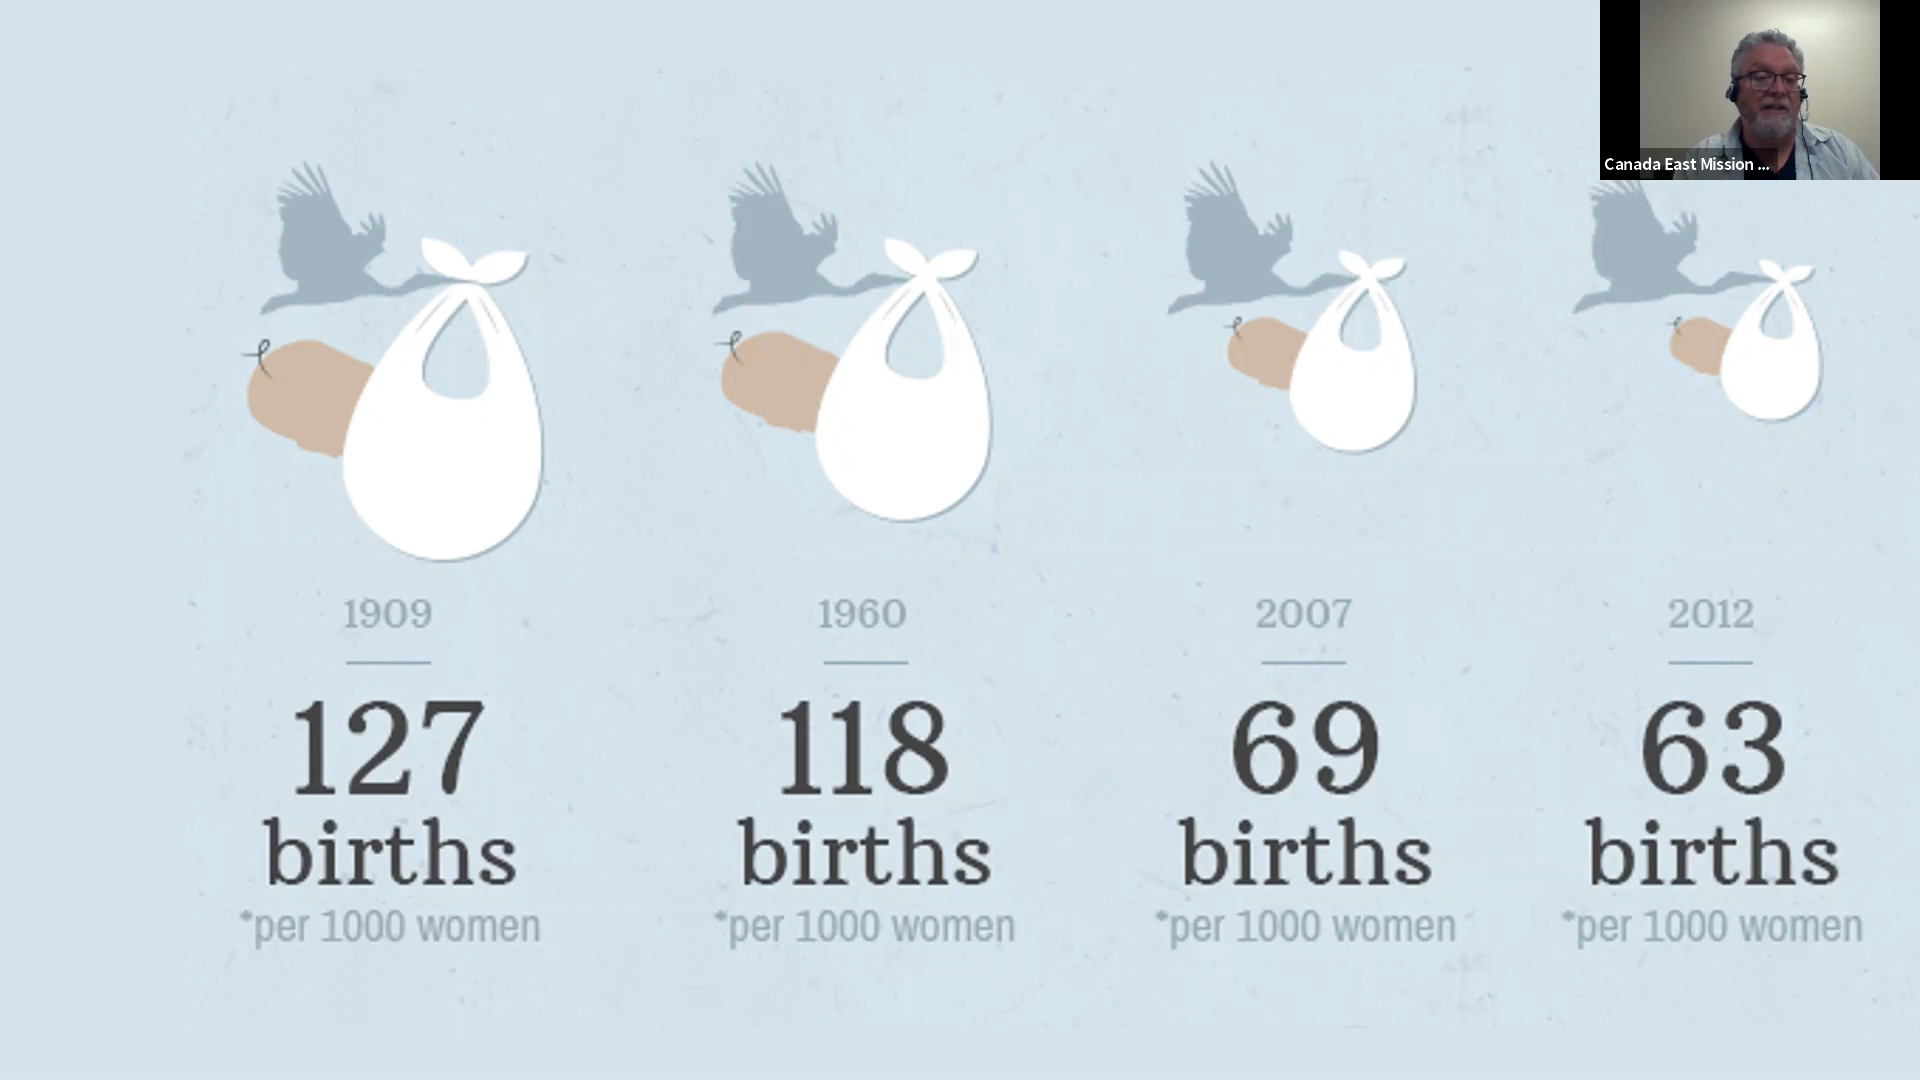 Canada East Mission ...
1909
127
births
*per 1000 women
1960
118
births
*per 1000 women
2007
69
births
*per 1000 women
2012
63
births
*per 1000 women